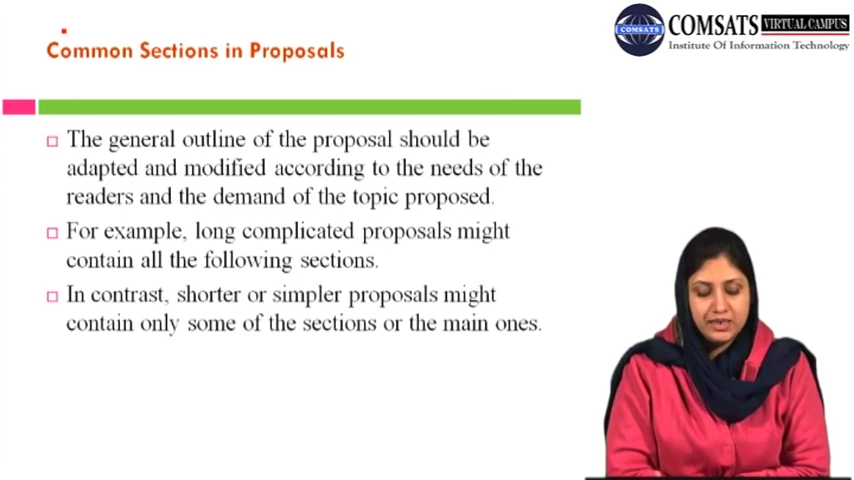 Common Sections in Proposals
COMSATS
COMSATS VIRTUAL CAMPUS
Institute Of Information Technology
The general outline of the proposal should be
adapted and modified according to the needs of the
readers and the demand of the topic proposed.
For example, long complicated proposals might
contain all the following sections.
In contrast, shorter or simpler proposals might
contain only some of the sections or the main ones.